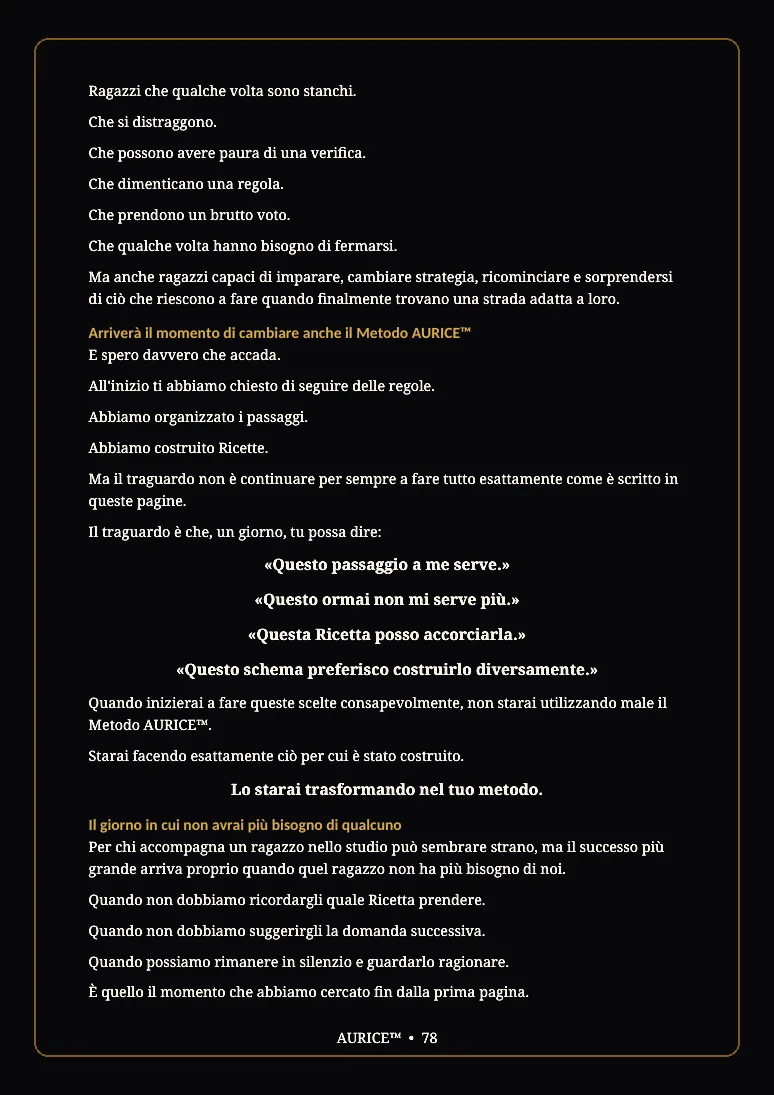 Ragazzi che qualche volta sono stanchi.
Che si distraggono.
Che possono avere paura di una verifica.
Che dimenticano una regola.
Che prendono un brutto voto.
Che qualche volta hanno bisogno di fermarsi.
Ma anche ragazzi capaci di imparare, cambiare strategia, ricominciare e sorprendersi
di ciò che riescono a fare quando finalmente trovano una strada adatta a loro.
Arriverà il momento di cambiare anche il Metodo AURICE™
E spero davvero che accada.
All'inizio ti abbiamo chiesto di seguire delle regole.
Abbiamo organizzato i passaggi.
Abbiamo costruito Ricette.
Ma il traguardo non è continuare per sempre a fare tutto esattamente come è scritto in
queste pagine.
Il traguardo è che, un giorno, tu possa dire:
«Questo passaggio a me serve.»
«Questo ormai non mi serve più.»
«Questa Ricetta posso accorciarla.»
«Questo schema preferisco costruirlo diversamente.»
Quando inizierai a fare queste scelte consapevolmente, non starai utilizzando male il
Metodo AURICE™.
Starai facendo esattamente ciò per cui è stato costruito.
Lo starai trasformando nel tuo metodo.
Il giorno in cui non avrai più bisogno di qualcuno
Per chi accompagna un ragazzo nello studio può sembrare strano, ma il successo più
grande arriva proprio quando quel ragazzo non ha più bisogno di noi.
Quando non dobbiamo ricordargli quale Ricetta prendere.
Quando non dobbiamo suggerirgli la domanda successiva.
Quando possiamo rimanere in silenzio e guardarlo ragionare.
È quello il momento che abbiamo cercato fin dalla prima pagina.
AURICE™ • 78